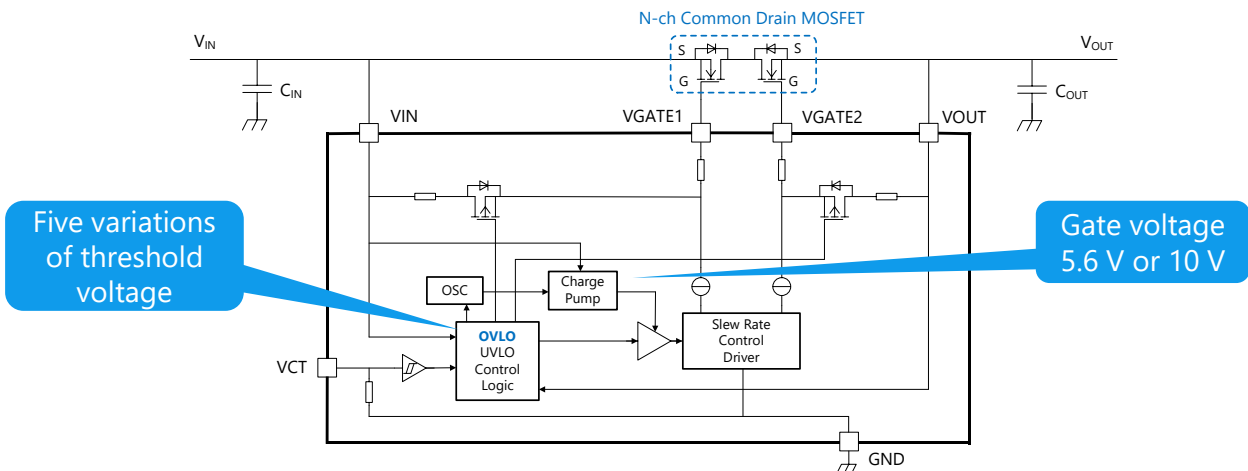 N-ch Common Drain MOSFET
VIN
VOUT
S
S
G
G
CIN
COUT
VIN
VGATE1
VGATE2
VOUT
Five variations
of threshold
voltage
Gate voltage
5.6 V or 10 V
OSC
Charge
Pump
OVLO
UVLO
Control
Logic
Slew Rate
Control
Driver
VCT
GND